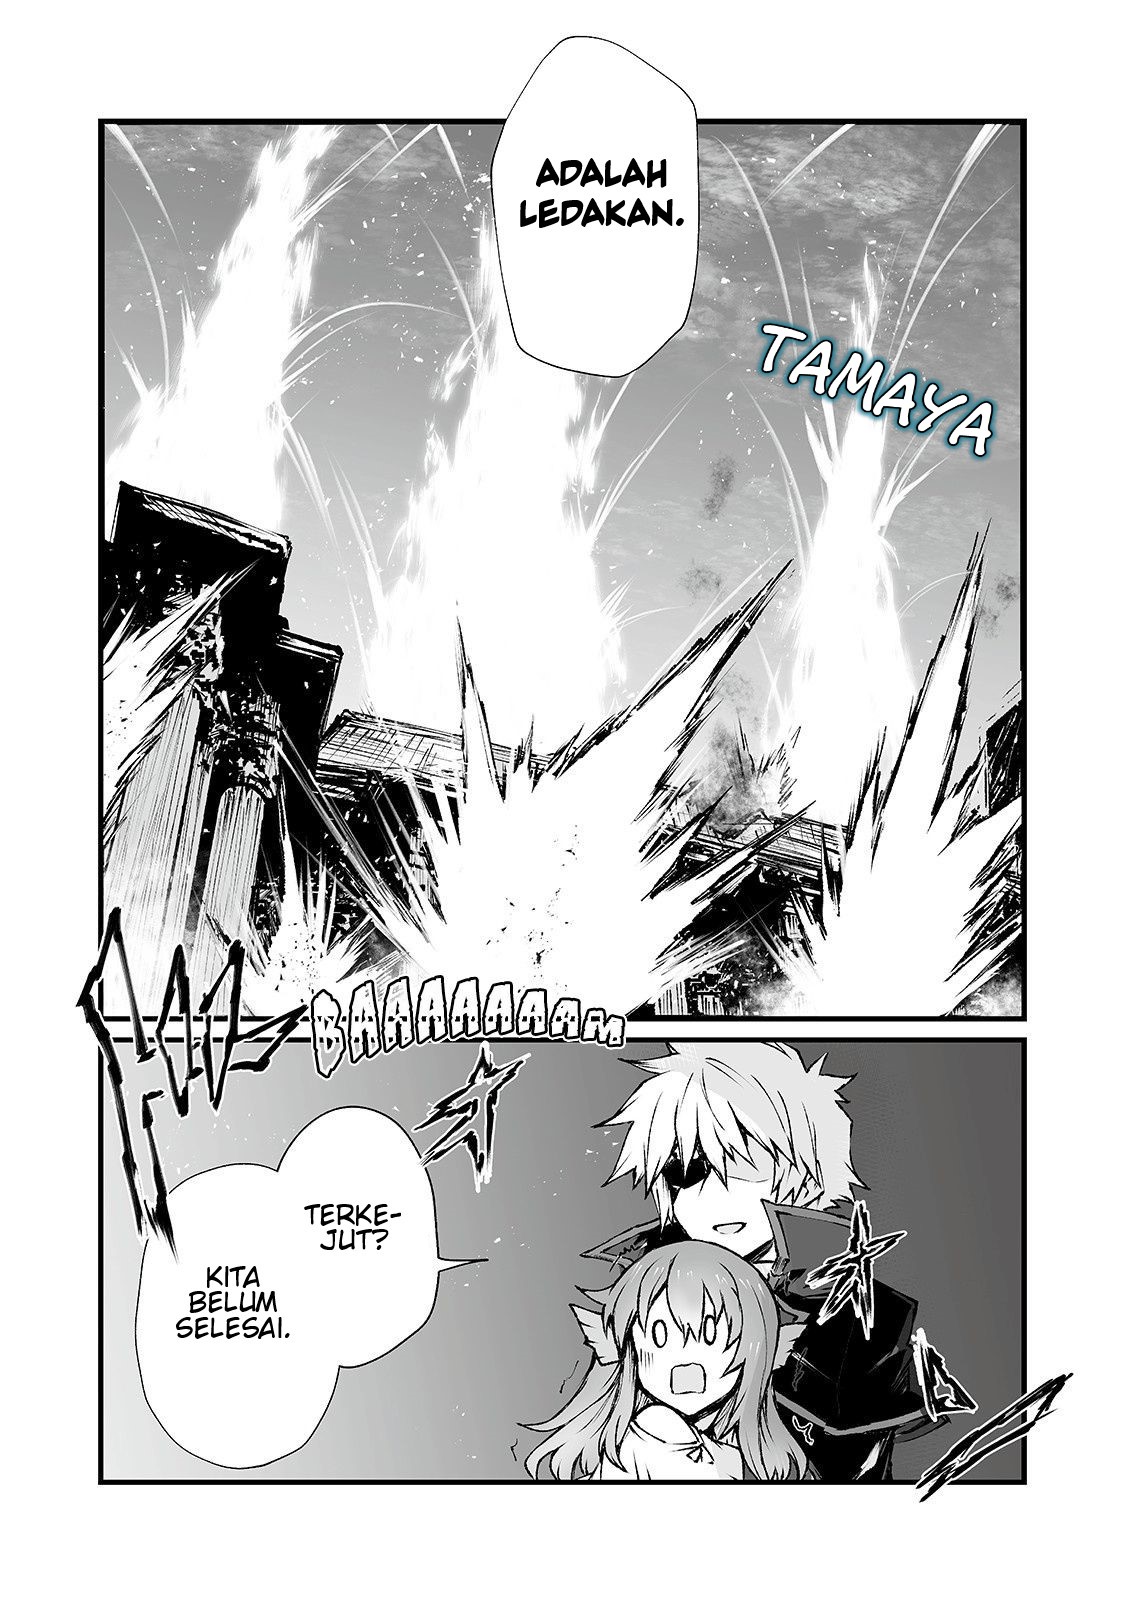 ADALAH
LEDAKAN.
TAMAYA
BAAAAAAAAM
TERKE-
JUT?
KITA
BELUM
SELESAI.